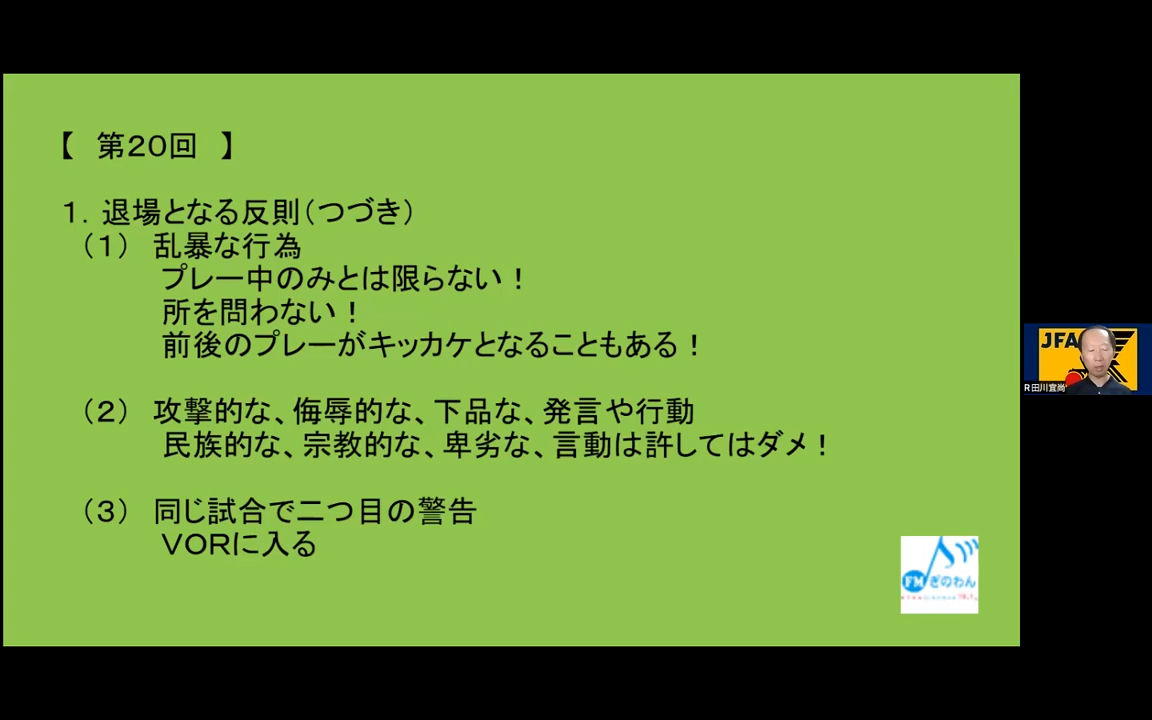 【　第２０回　】
１．退場となる反則（つづき）
（１）　乱暴な行為
プレー中のみとは限らない！
所を問わない！
前後のプレーがキッカケとなることもある！
（２）　攻撃的な、侮辱的な、下品な、発言や行動
民族的な、宗教的な、卑劣な、言動は許してはダメ！
（３）　同じ試合で二つ目の警告
ＶＯＲに入る
FMぎのわん
JFA
R田川宜尚